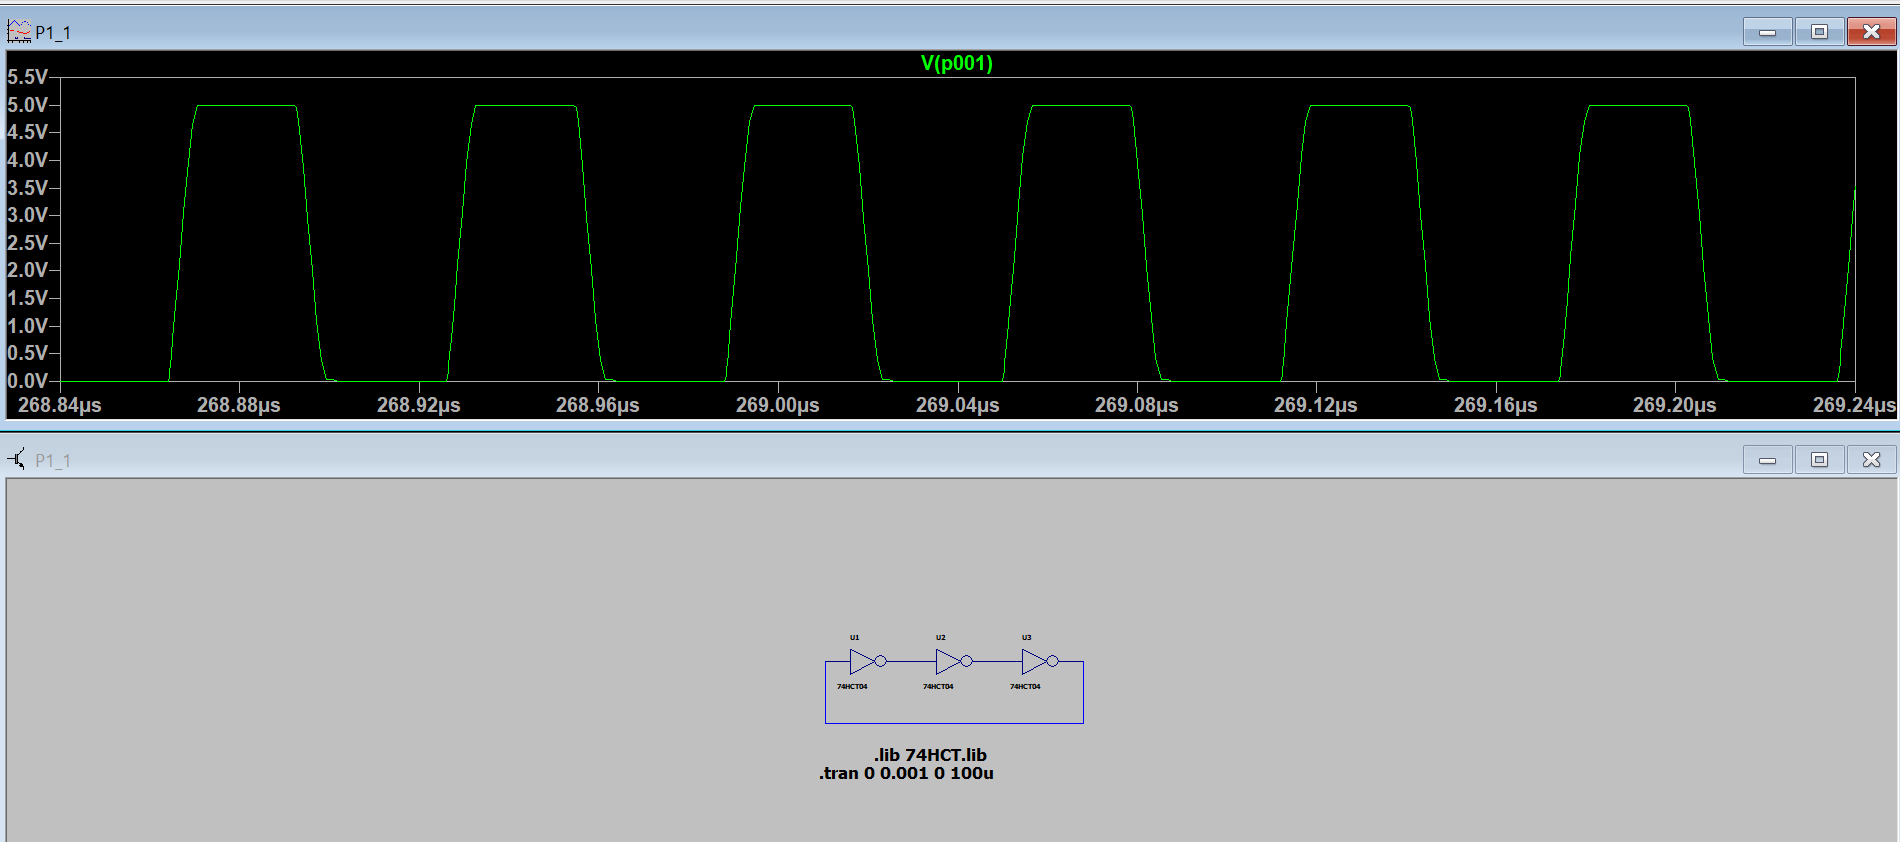 P1_1
V(p001)
5.5V
5.0V
4.5V
4.0V
3.5V
3.0V
2.5V
2.0V
1.5V
1.0V
0.5V
0.0V
268.84µs 268.88µs 268.92µs 268.96µs 269.00µs 269.04µs 269.08µs 269.12µs 269.16µs 269.20µs 269.24µs
P1_1
U1 U2 U3
74HCT04 74HCT04 74HCT04
.lib 74HCT.lib
.tran 0 0.001 0 100u